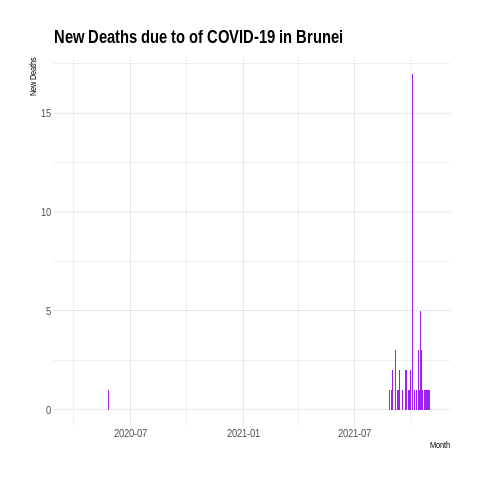 New Deaths due to of COVID-19 in Brunei
New Deaths
15
10
5
0
2020-07
2021-01
2021-07
Month